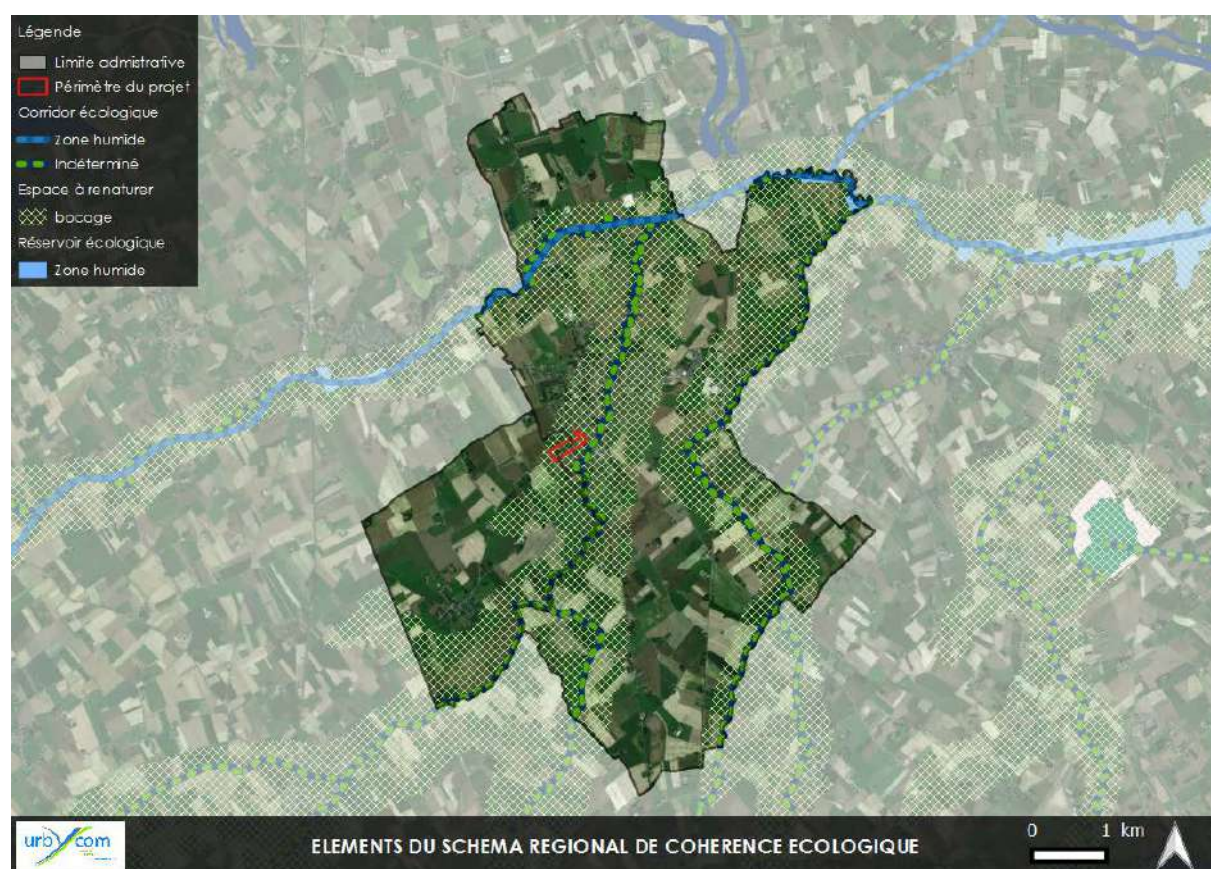 Légende
Limite admistrative
Périmètre du projet
Corridor écologique
Zone humide
Indéterminé
Espace à renaturer
bocage
Réservoir écologique
Zone humide
urbycom
ELEMENTS DU SCHEMA REGIONAL DE COHERENCE ECOLOGIQUE
0 1 km